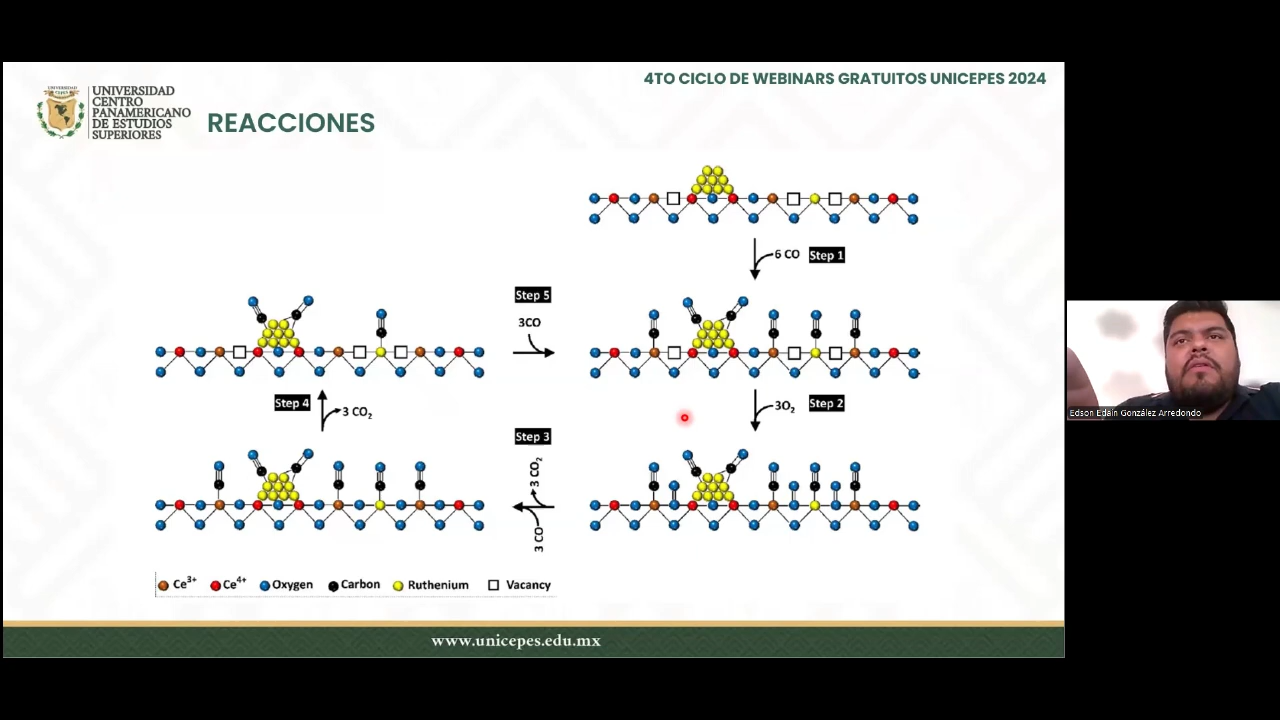 4TO CICLO DE WEBINARS GRATUITOS UNICEPES 2024
UNIVERSIDAD
CENTRO
PANAMERICANO
DE ESTUDIOS
SUPERIORES
REACCIONES
6 CO
Step 1
Step 5
3CO
Step 4
3 CO₂
3O₂
Step 2
Step 3
3 CO₂
3 CO
Ce³⁺
Ce⁴⁺
Oxygen
Carbon
Ruthenium
Vacancy
www.unicepes.edu.mx
Edson Edaín González Arredondo